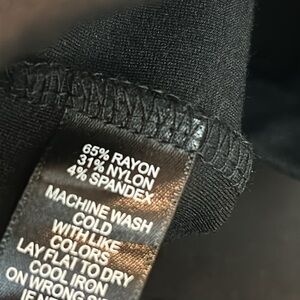 65% RAYON
31% NYLON
4% SPANDEX
MACHINE WASH
COLD
WITH LIKE
COLORS
LAY FLAT TO DRY
COOL IRON
ON WRONG